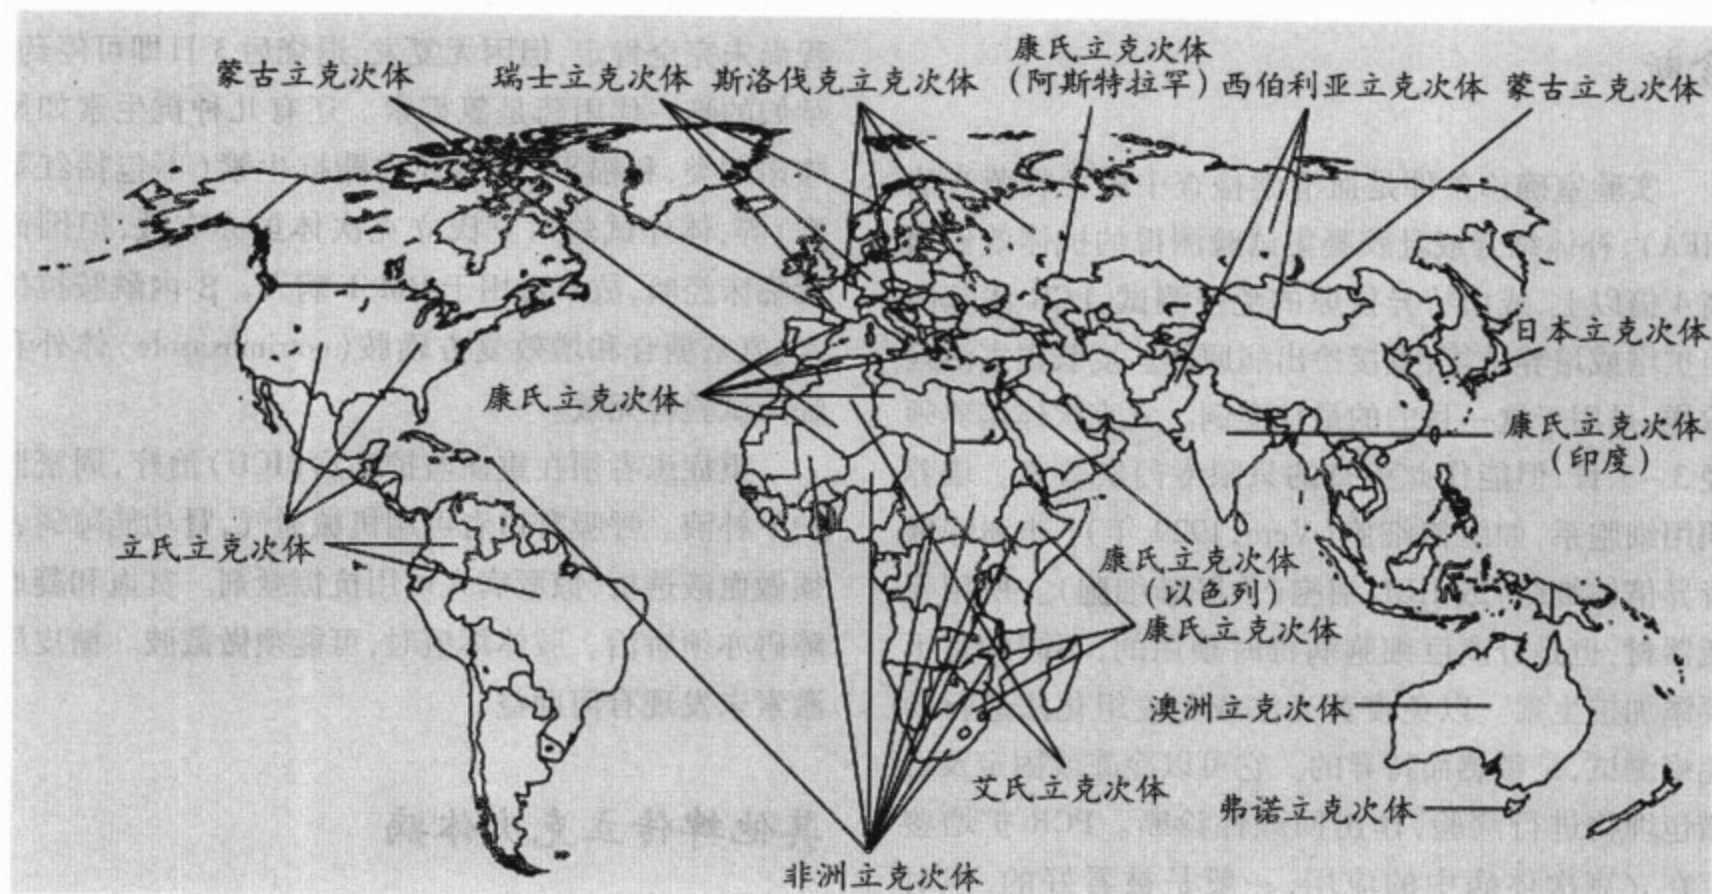 康氏立克次体
蒙古立克次体
瑞士立克次体
斯洛伐克立克次体
(阿斯特拉罕)
西伯利亚立克次体
蒙古立克次体
日本立克次体
康氏立克次体
康氏立克次体
(印度)
立氏立克次体
康氏立克次体
(以色列)
康氏立克次体
澳洲立克次体
艾氏立克次体
弗诺立克次体
非洲立克次体